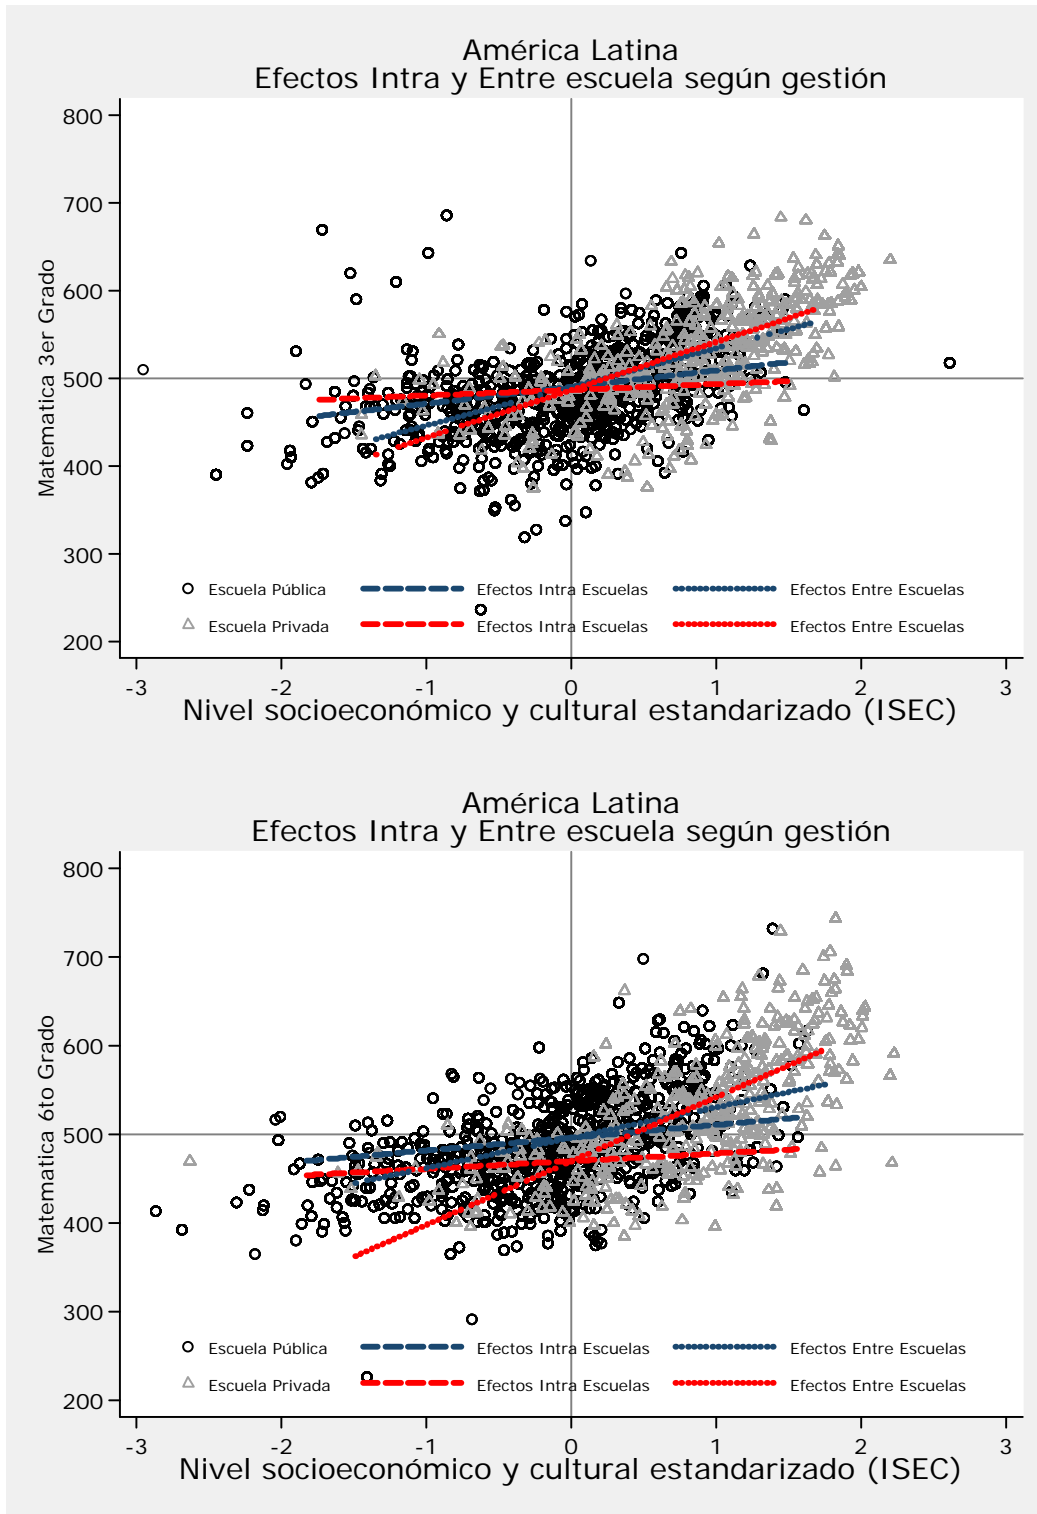 América Latina
Efectos Intra y Entre escuela según gestión
800
700
600
500
400
300
200
Matematica 3er Grado
Escuela Pública Efectos Intra Escuelas Efectos Entre Escuelas
Escuela Privada Efectos Intra Escuelas Efectos Entre Escuelas
-3 -2 -1 0 1 2 3
Nivel socioeconómico y cultural estandarizado (ISEC)
América Latina
Efectos Intra y Entre escuela según gestión
800
700
600
500
400
300
200
Matematica 6to Grado
Escuela Pública Efectos Intra Escuelas Efectos Entre Escuelas
Escuela Privada Efectos Intra Escuelas Efectos Entre Escuelas
-3 -2 -1 0 1 2 3
Nivel socioeconómico y cultural estandarizado (ISEC)